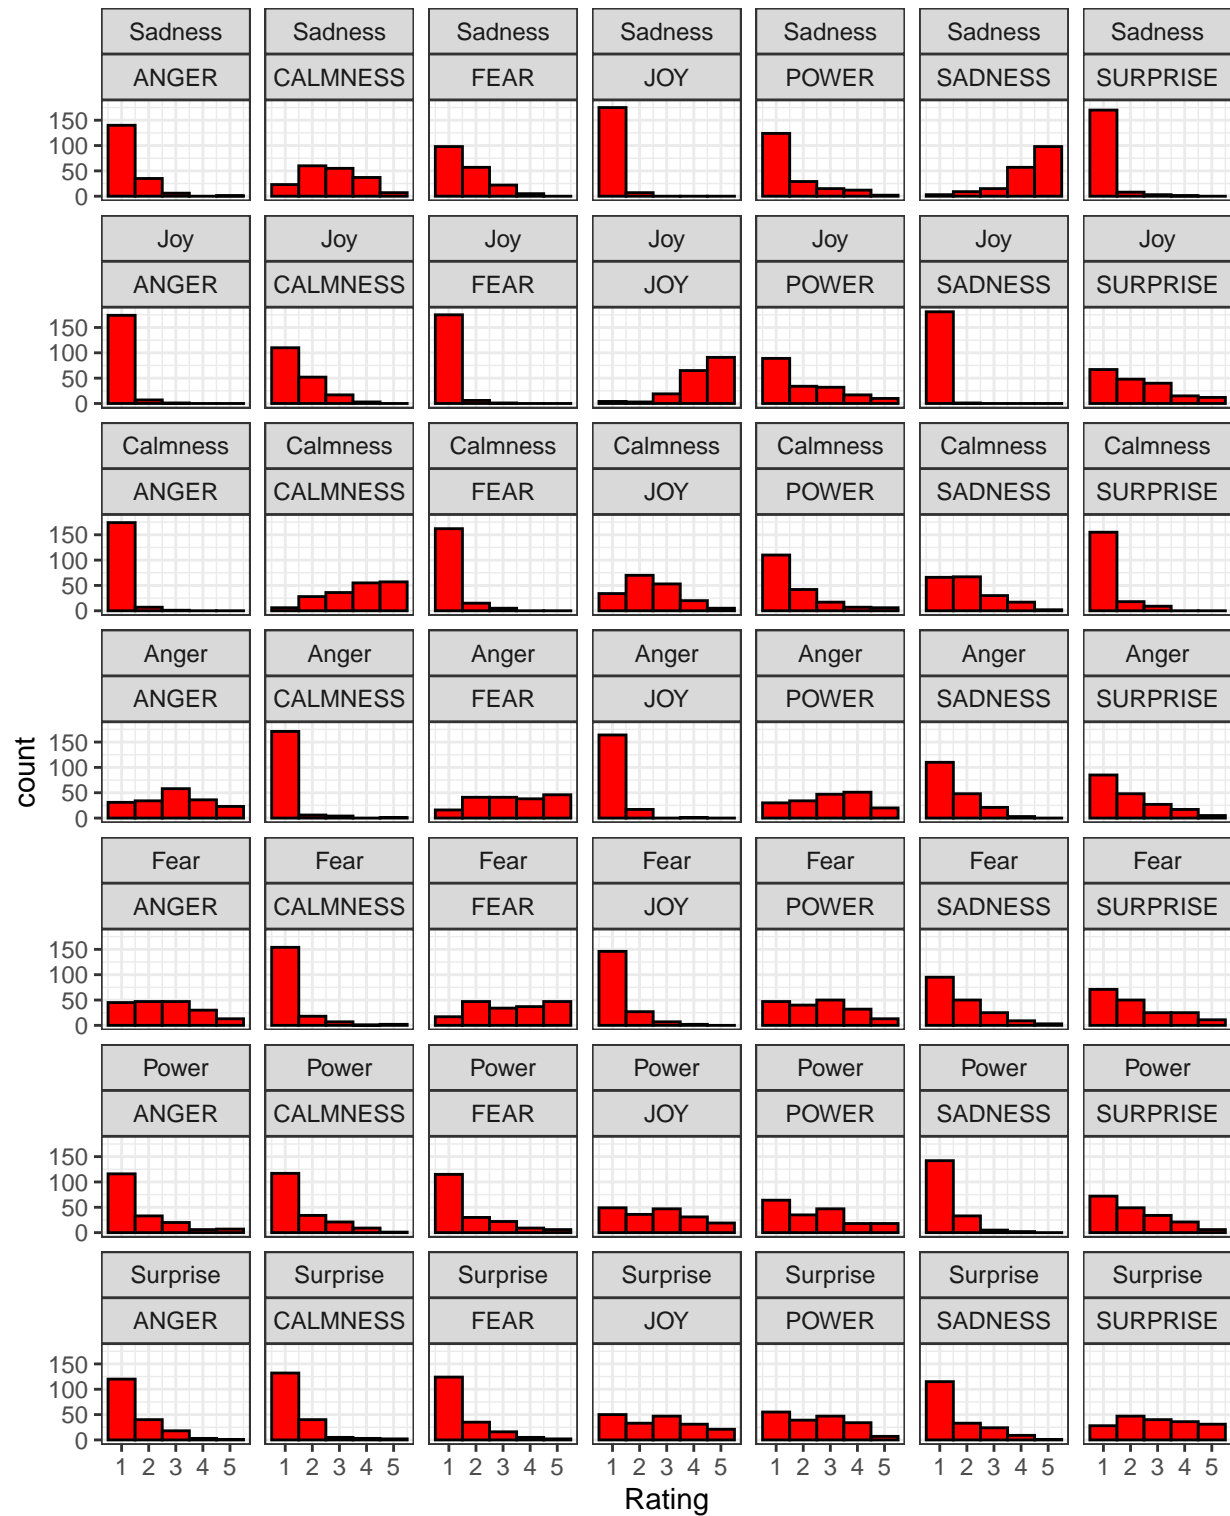 Sadness Sadness Sadness Sadness Sadness Sadness Sadness
ANGER CALMNESS FEAR JOY POWER SADNESS SURPRISE
150
100
50
0
Joy Joy Joy Joy Joy Joy Joy
ANGER CALMNESS FEAR JOY POWER SADNESS SURPRISE
150
100
50
0
Calmness Calmness Calmness Calmness Calmness Calmness Calmness
ANGER CALMNESS FEAR JOY POWER SADNESS SURPRISE
150
100
50
0
Anger Anger Anger Anger Anger Anger Anger
ANGER CALMNESS FEAR JOY POWER SADNESS SURPRISE
150
100
50
0
count
Fear Fear Fear Fear Fear Fear Fear
ANGER CALMNESS FEAR JOY POWER SADNESS SURPRISE
150
100
50
0
Power Power Power Power Power Power Power
ANGER CALMNESS FEAR JOY POWER SADNESS SURPRISE
150
100
50
0
Surprise Surprise Surprise Surprise Surprise Surprise Surprise
ANGER CALMNESS FEAR JOY POWER SADNESS SURPRISE
150
100
50
0
1 2 3 4 5 1 2 3 4 5 1 2 3 4 5 1 2 3 4 5 1 2 3 4 5 1 2 3 4 5 1 2 3 4 5
Rating